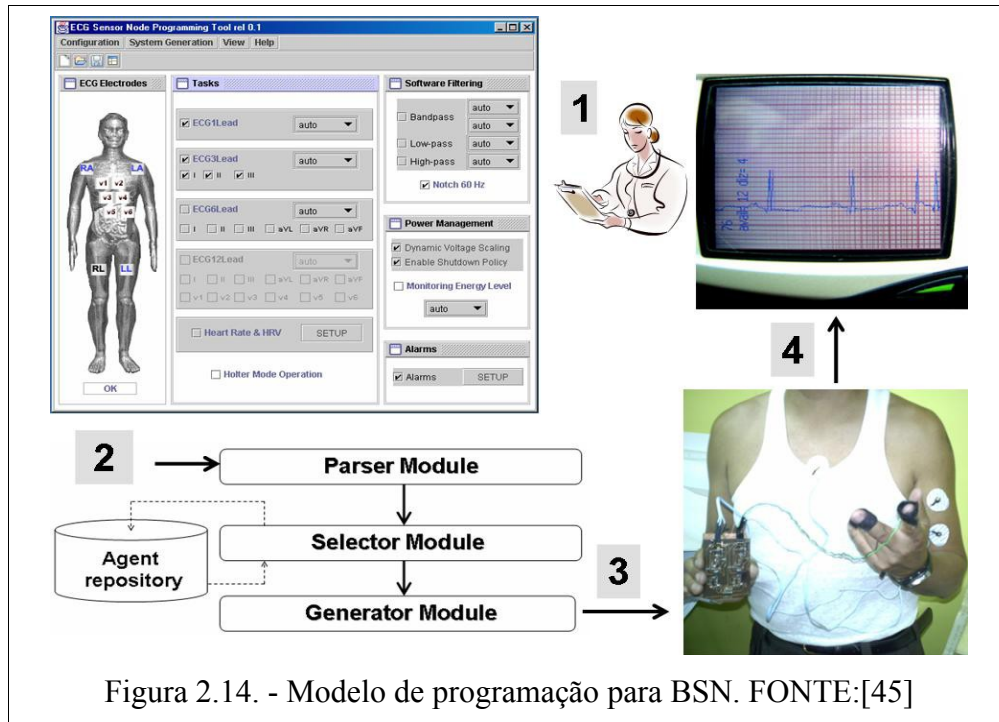 ECG Sensor Node Programming Tool rel 0.1
Configuration System Generation View Help
ECG Electrodes
RA LA
v1 v2
v3 v4
v5 v6
RL LL
OK
Tasks
ECG1Lead auto
ECG3Lead auto
I II III
ECG6Lead auto
I II III aVL aVR aVF
ECG12Lead auto
I II III aVL aVR aVF
v1 v2 v3 v4 v5 v6
Heart Rate & HRV SETUP
Holter Mode Operation
Software Filtering
Bandpass auto
auto
Low-pass auto
High-pass auto
Notch 60 Hz
Power Management
Dynamic Voltage Scaling
Enable Shutdown Policy
Monitoring Energy Level
auto
Alarms
Alarms SETUP
1
76
12 diz= 4
2
Parser Module
Selector Module
Agent
repository
Generator Module
3
4
Figura 2.14. - Modelo de programação para BSN. FONTE:[45]